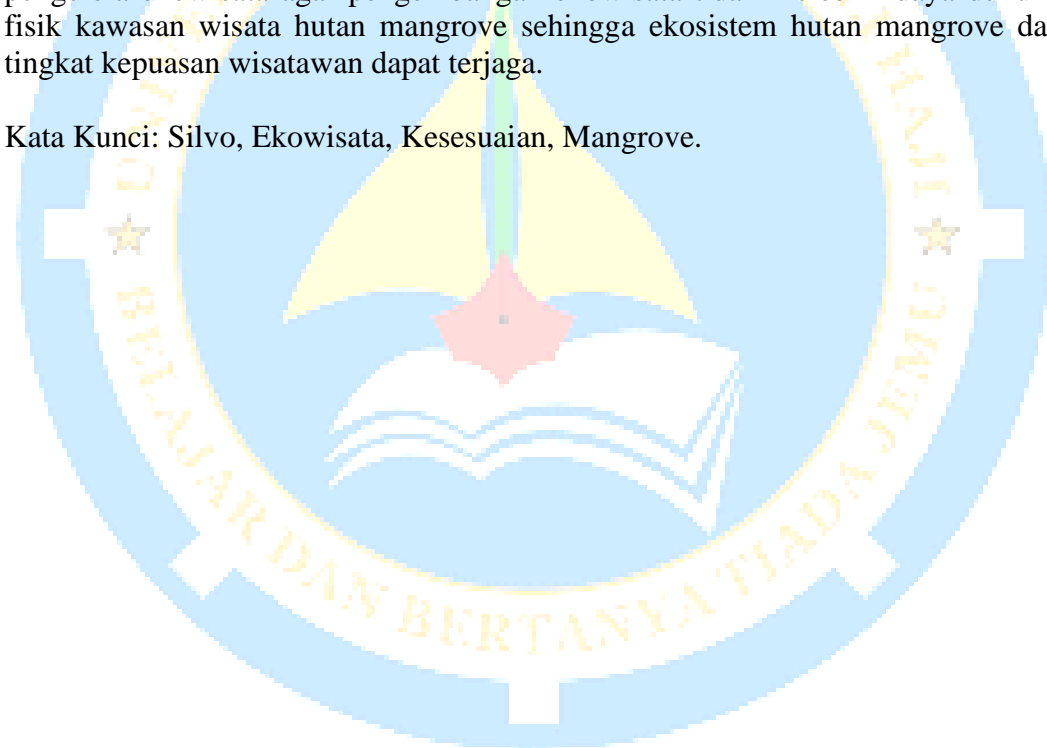 fisik kawasan wisata hutan mangrove sehingga ekosistem hutan mangrove da
tingkat kepuasan wisatawan dapat terjaga.
Kata Kunci: Silvo, Ekowisata, Kesesuaian, Mangrove.
BELAJAR DAN BERTANYA TIADA JEMU